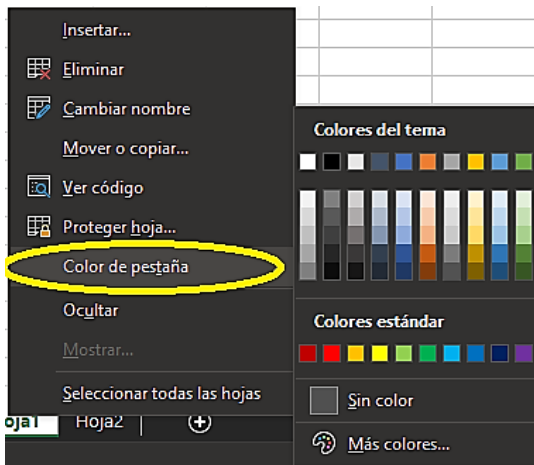 Insertar...
Eliminar
Cambiar nombre
Mover o copiar...
Ver código
Proteger hoja...
Color de pestaña
Ocultar
Mostrar...
Seleccionar todas las hojas
oja1 Hoja2
Colores del tema
Colores estándar
Sin color
Más colores...